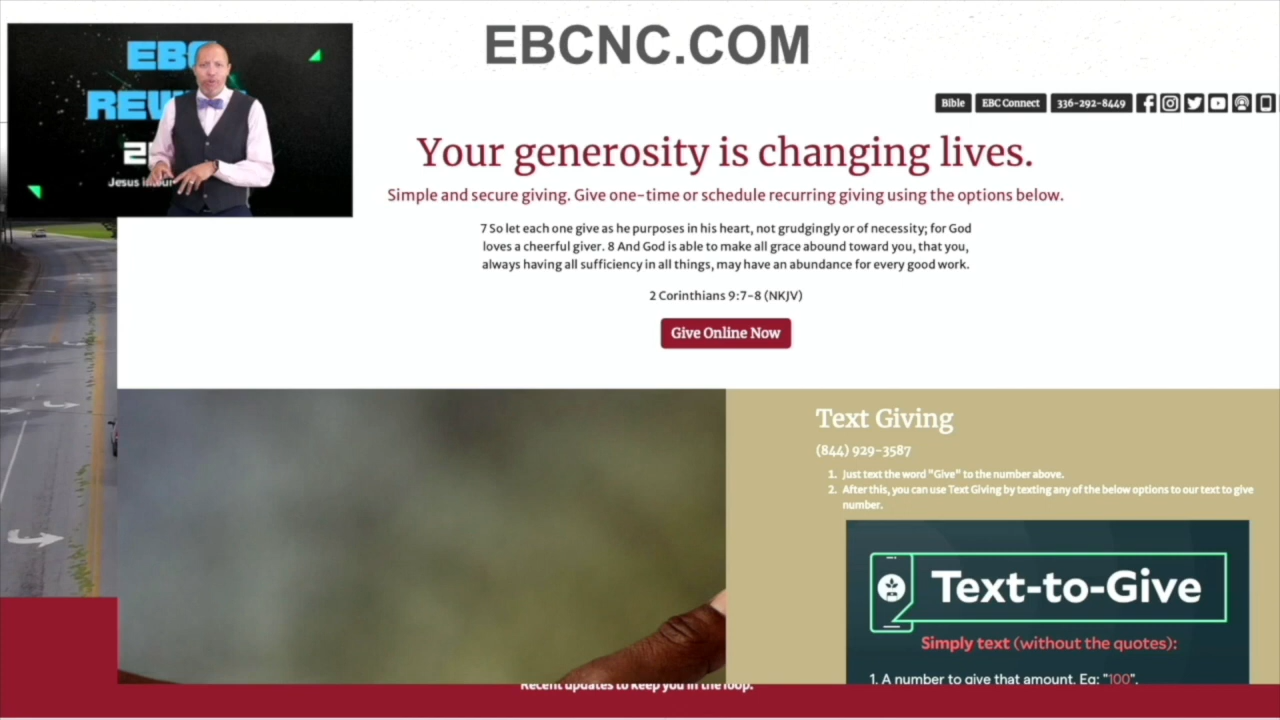 EBCNC.COM
EBC
Bible
EBC Connect
336-292-8449
Your generosity is changing lives.
Simple and secure giving. Give one-time or schedule recurring giving using the options below.
7 So let each one give as he purposes in his heart, not grudgingly or of necessity; for God
loves a cheerful giver. 8 And God is able to make all grace abound toward you, that you,
always having all sufficiency in all things, may have an abundance for every good work.
2 Corinthians 9:7-8 (NKJV)
Give Online Now
Text Giving
(844) 929-3587
1. Just text the word "Give" to the number above.
2. After this, you can use Text Giving by texting any of the below options to our text to give
number.
Text-to-Give
Simply text (without the quotes):
1. A number to give that amount. Eg: "100".
Recent updates to keep you in the loop.